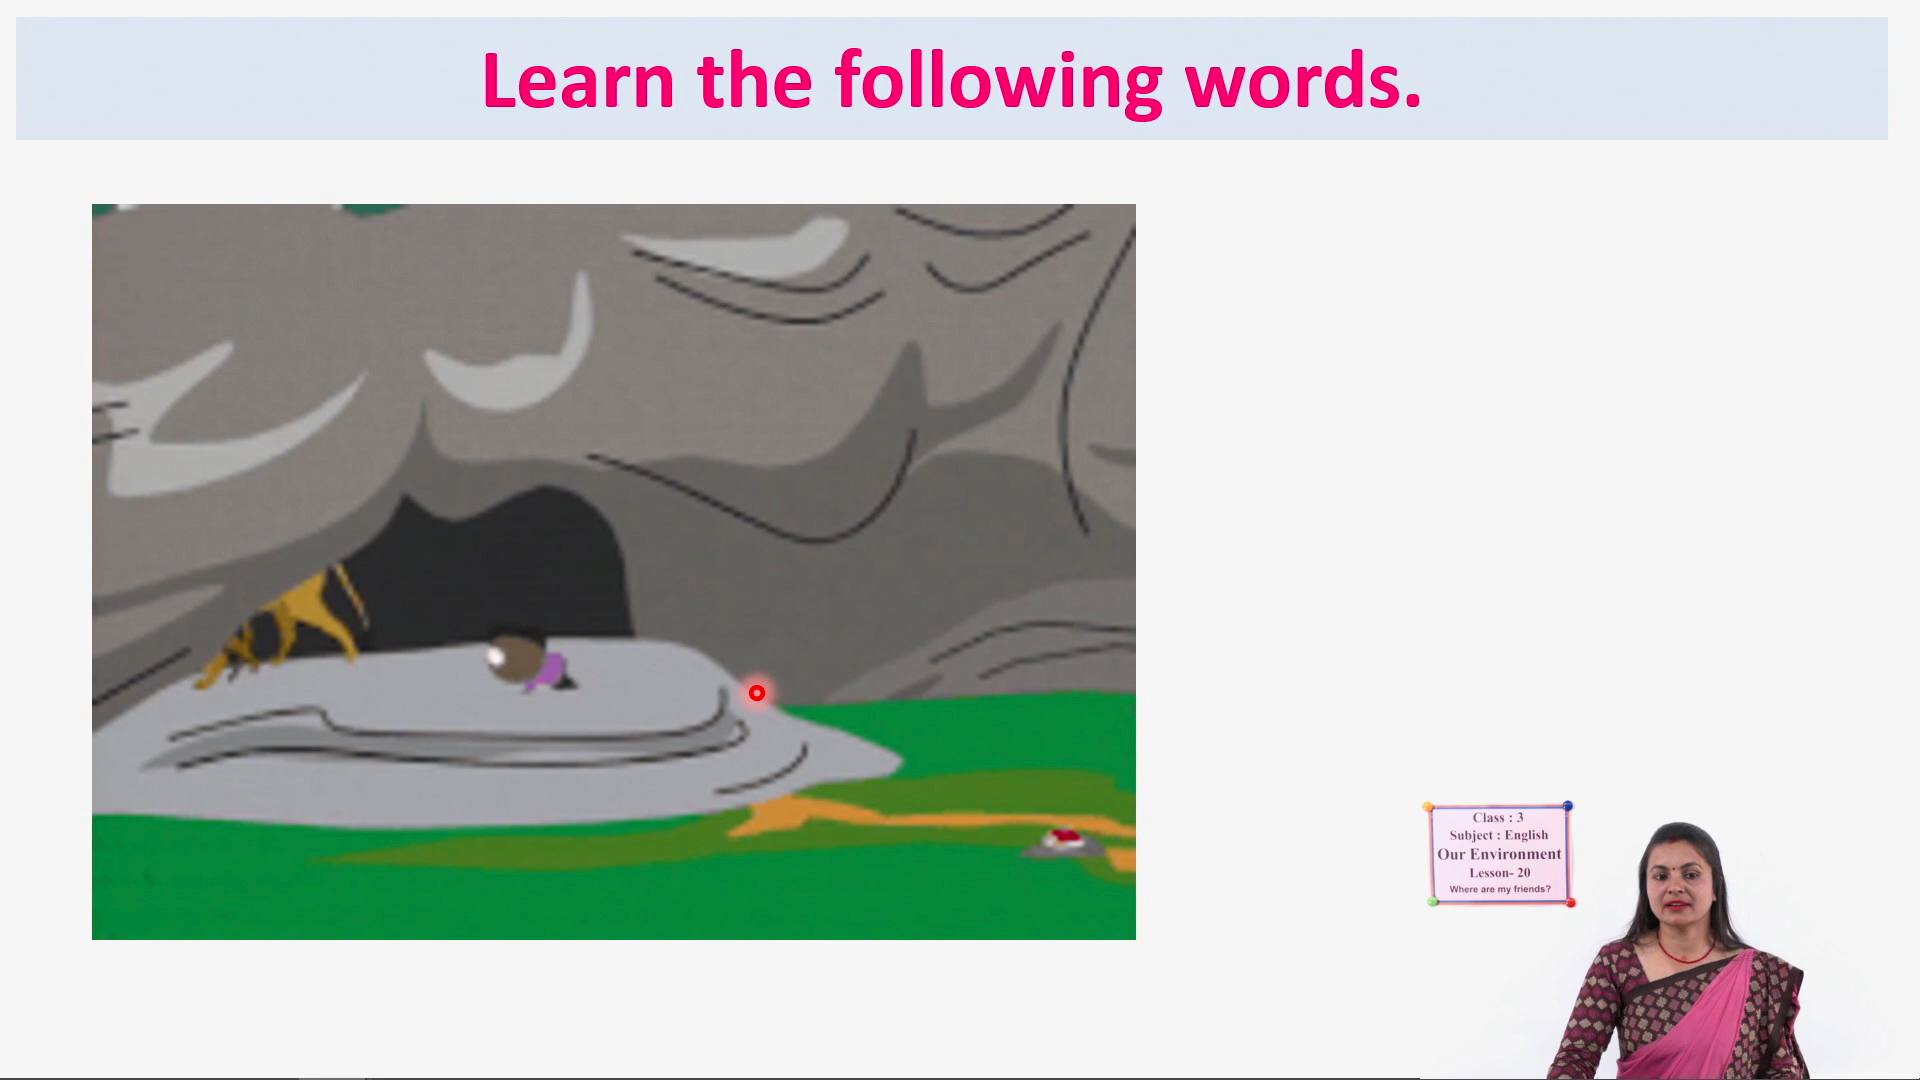 Learn the following words.
Class : 3
Subject : English
Our Environment
Lesson- 20
Where are my friends?